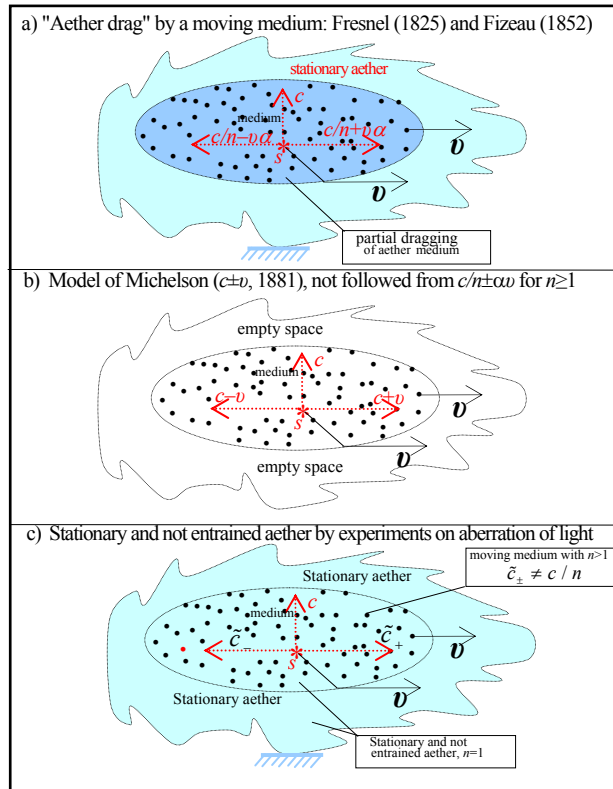 a) "Aether drag" by a moving medium: Fresnel (1825) and Fizeau (1852)
stationary aether
c
medium
c/n−υα
c/n+υα
s
υ
υ
partial dragging
of aether medium
b) Model of Michelson (c±υ, 1881), not followed from c/n±αυ for n≥1
empty space
c
medium
c−υ
c+υ
s
υ
υ
empty space
c) Stationary and not entrained aether by experiments on aberration of light
moving medium with n>1
c̃± ≠ c / n
Stationary aether
c
medium
c̃−
c̃+
s
υ
υ
Stationary aether
Stationary and not
entrained aether, n=1